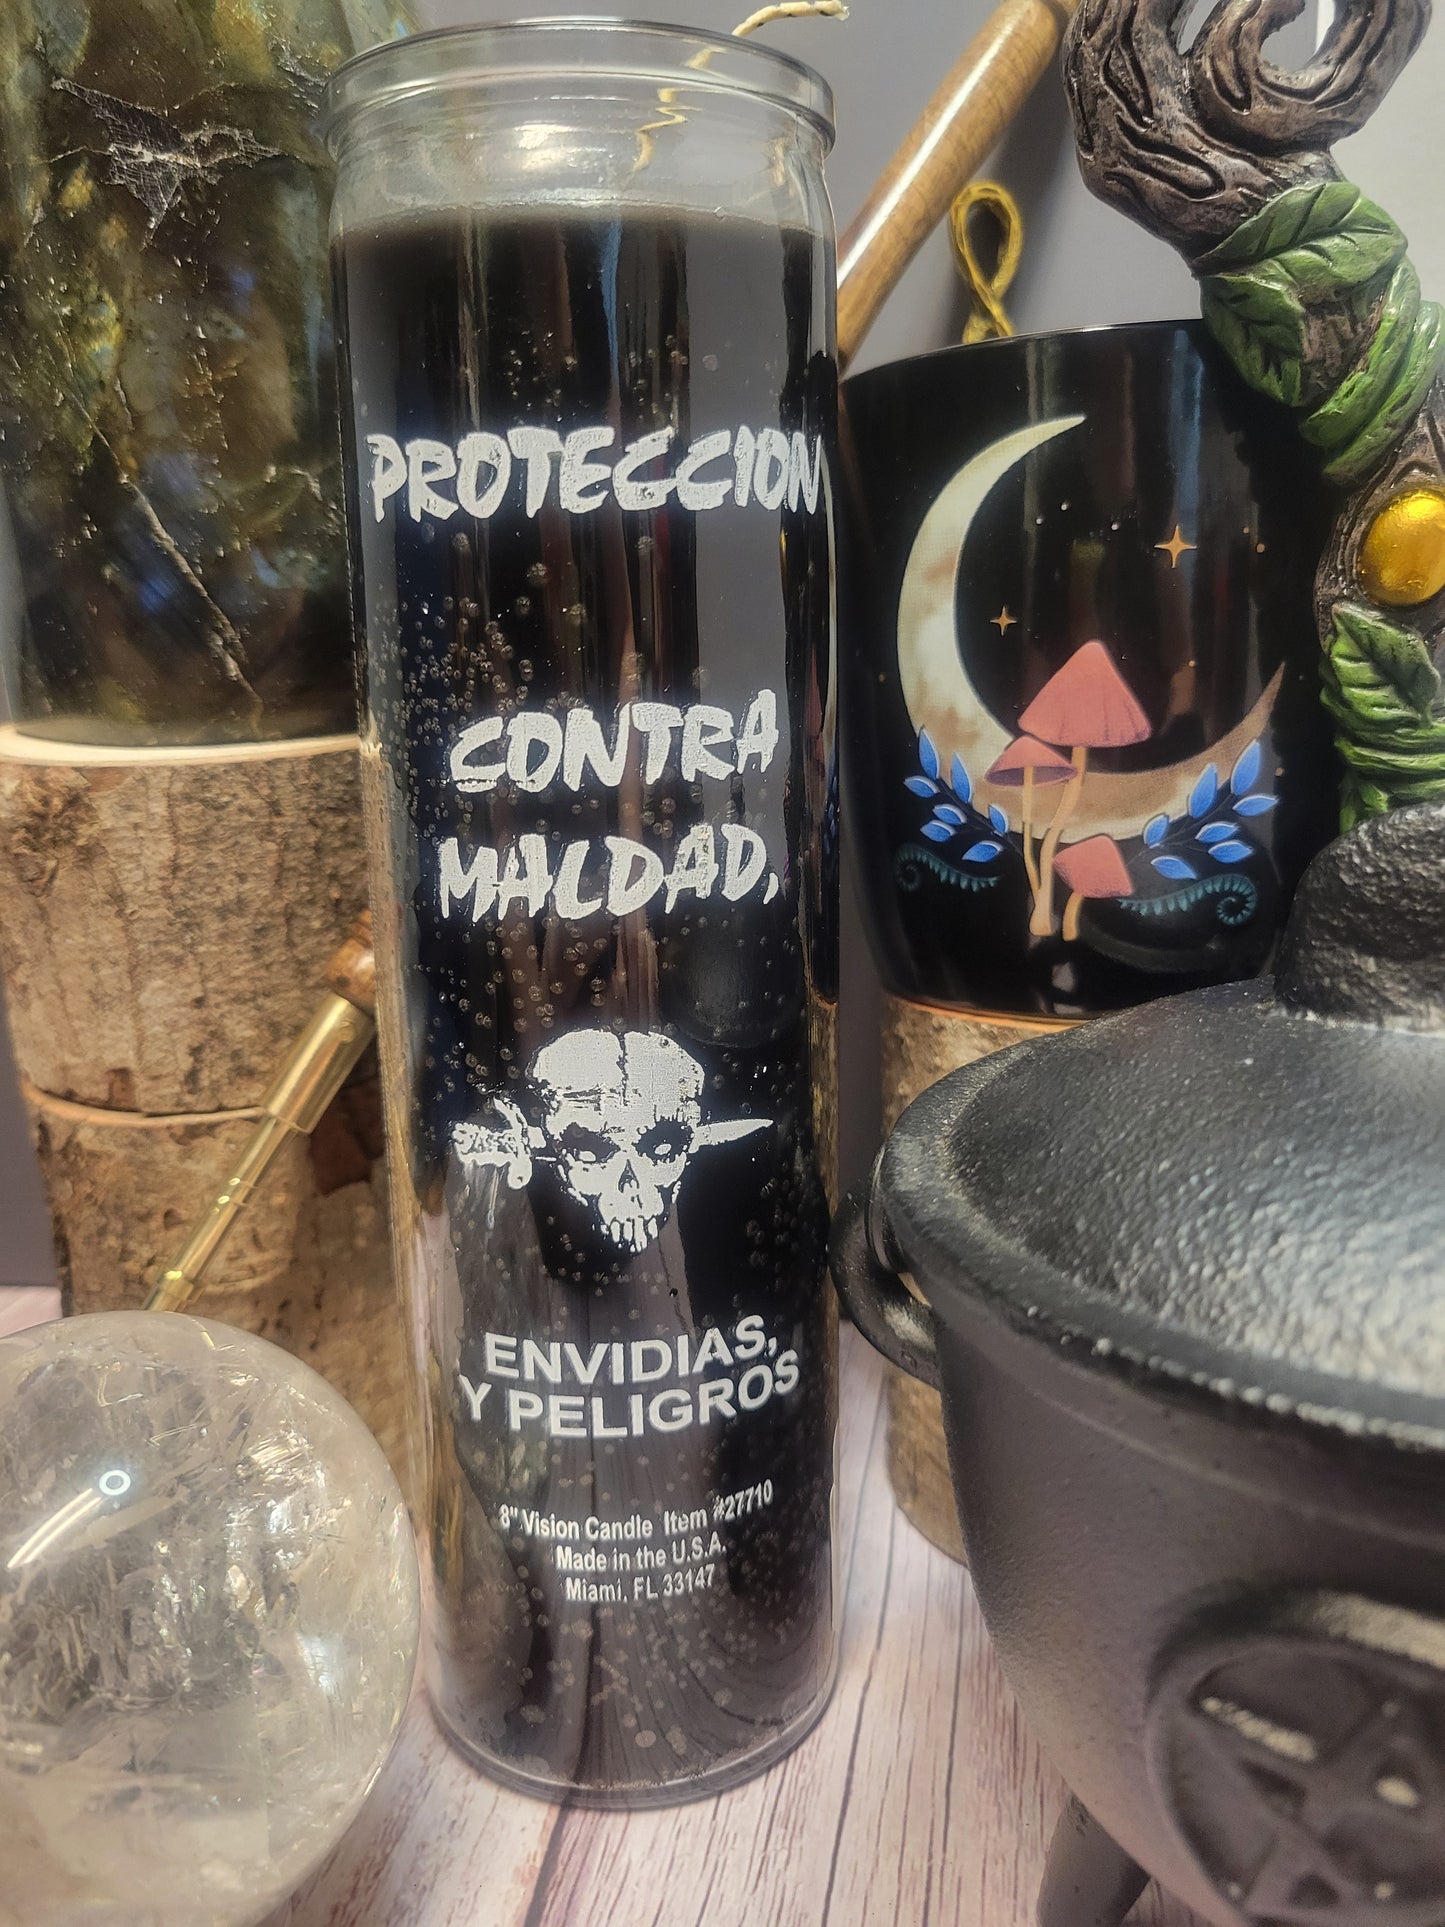 PROTECCION
CONTRA
MALDAD,
ENVIDIAS,
Y PELIGROS
8" Vision Candle Item #27710
Made in the U.S.A.
Miami, FL 33147